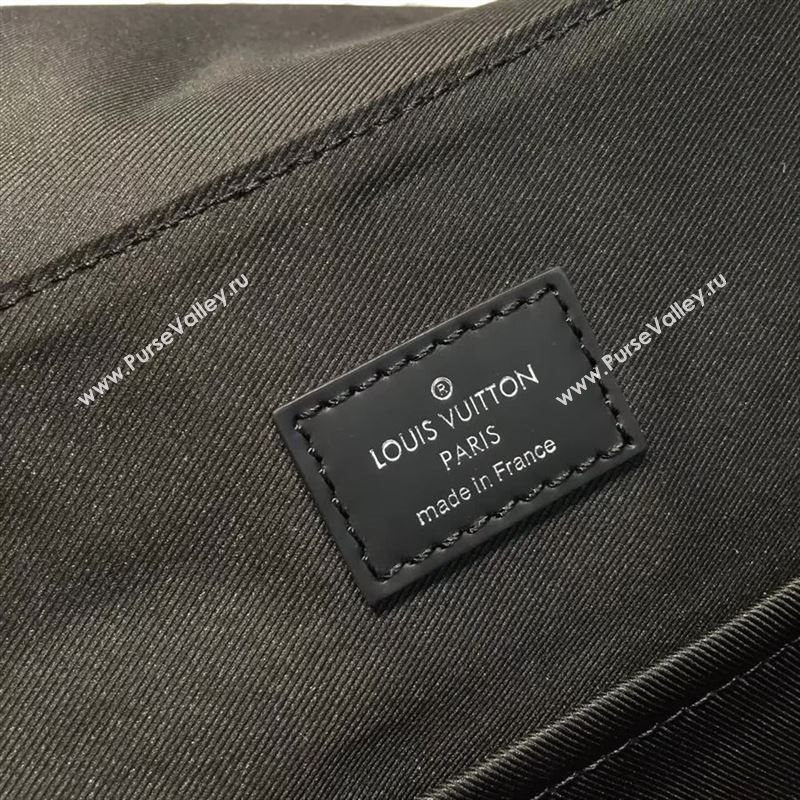 ®
LOUIS VUITTON
PARIS
made in France
www.PurseValley.ru
www.PurseValley.ru